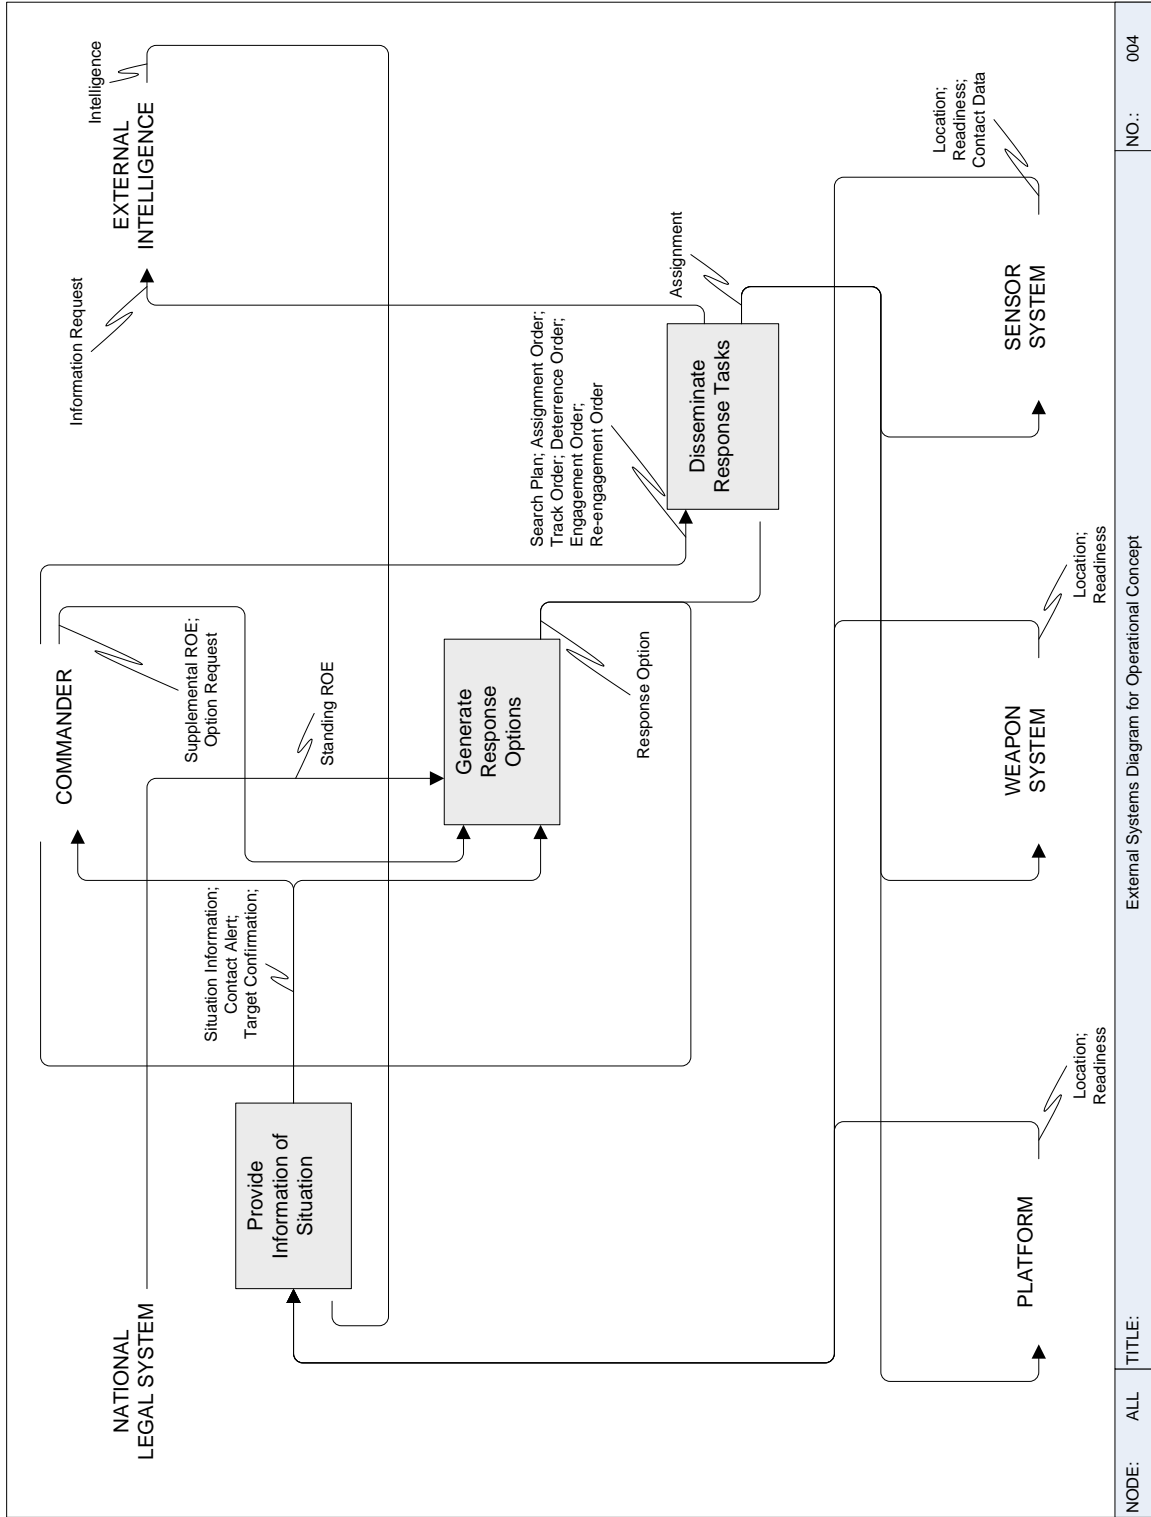 NATIONAL
LEGAL SYSTEM
COMMANDER
EXTERNAL
INTELLIGENCE
Information Request
Intelligence
Supplemental ROE;
Option Request
Standing ROE
Situation Information;
Contact Alert;
Target Confirmation;
Provide
Information of
Situation
Generate
Response
Options
Response Option
Search Plan; Assignment Order;
Track Order; Deterrence Order;
Engagement Order;
Re-engagement Order
Disseminate
Response Tasks
Assignment
PLATFORM
Location;
Readiness
WEAPON
SYSTEM
Location;
Readiness
SENSOR
SYSTEM
Location;
Readiness;
Contact Data
NODE: ALL TITLE: External Systems Diagram for Operational Concept NO.: 004